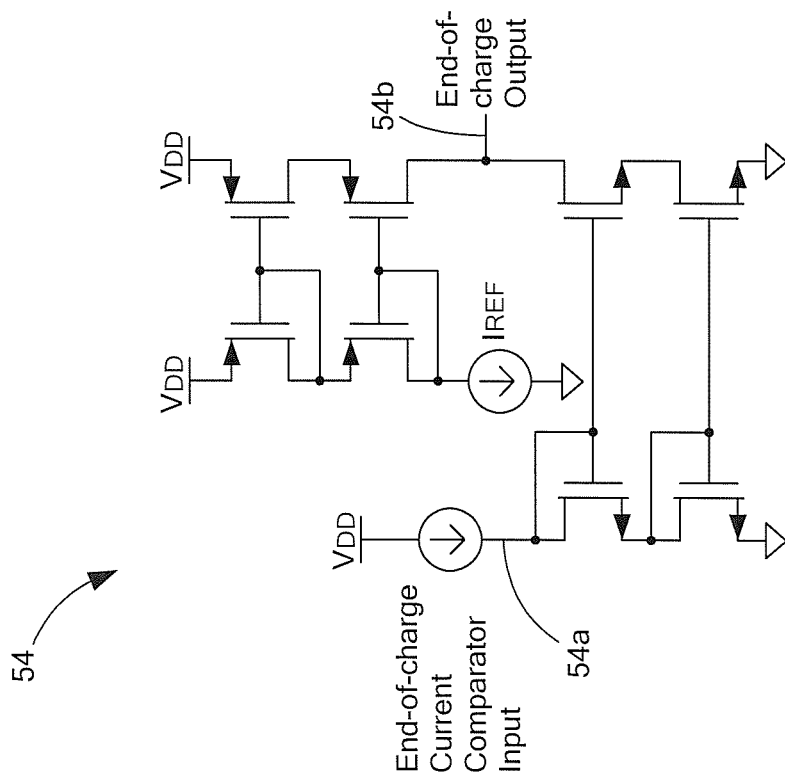 54
VDD
VDD
54b
End-of-
charge
Output
IREF
VDD
End-of-charge
Current
Comparator
Input
54a